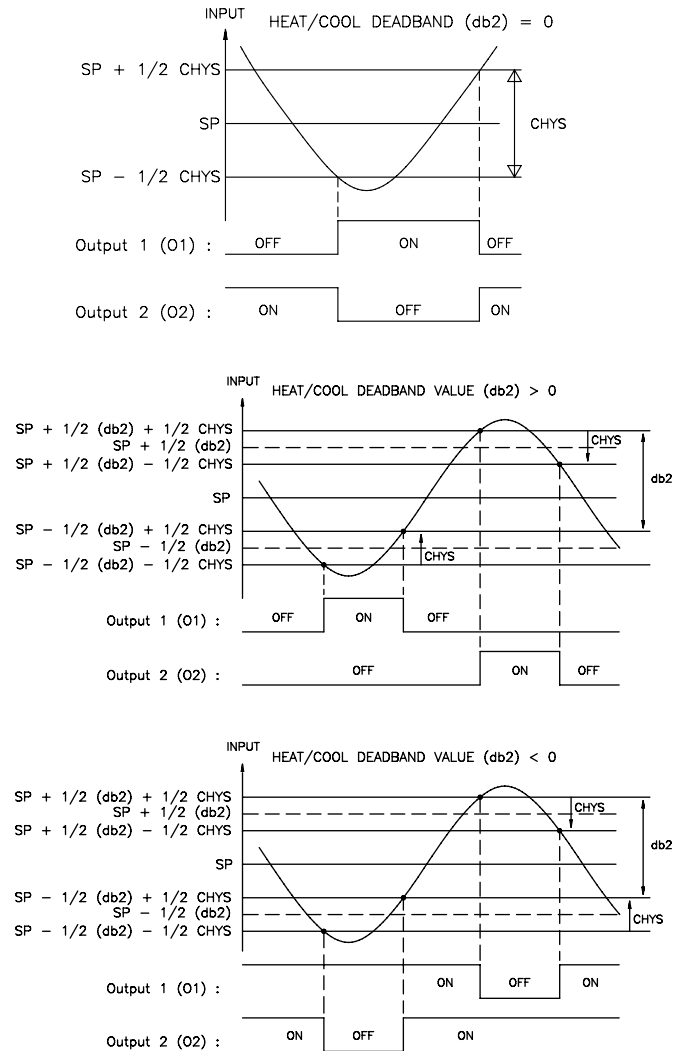 INPUT
HEAT/COOL DEADBAND (db2) = 0
SP + 1/2 CHYS
SP
CHYS
SP - 1/2 CHYS
Output 1 (O1) : OFF ON OFF
Output 2 (O2) : ON OFF ON
INPUT
HEAT/COOL DEADBAND VALUE (db2) > 0
SP + 1/2 (db2) + 1/2 CHYS
CHYS
SP + 1/2 (db2)
SP + 1/2 (db2) - 1/2 CHYS
db2
SP
SP - 1/2 (db2) + 1/2 CHYS
SP - 1/2 (db2)
CHYS
SP - 1/2 (db2) - 1/2 CHYS
Output 1 (O1) : OFF ON OFF
Output 2 (O2) : OFF ON OFF
INPUT
HEAT/COOL DEADBAND VALUE (db2) < 0
SP + 1/2 (db2) + 1/2 CHYS
CHYS
SP + 1/2 (db2)
SP + 1/2 (db2) - 1/2 CHYS
db2
SP
SP - 1/2 (db2) + 1/2 CHYS
SP - 1/2 (db2)
CHYS
SP - 1/2 (db2) - 1/2 CHYS
Output 1 (O1) : ON OFF ON
Output 2 (O2) : ON OFF ON